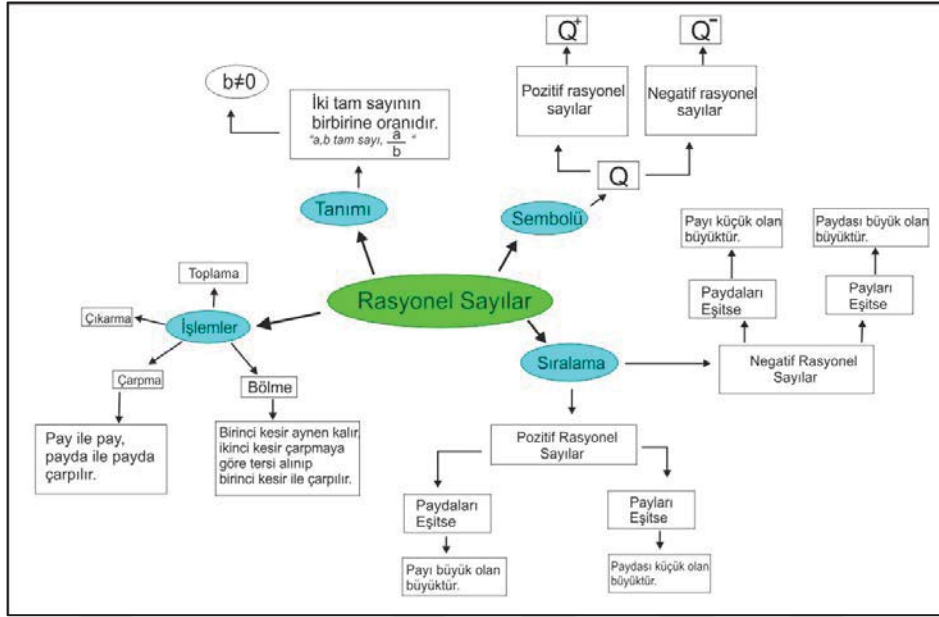 Q⁺
Q⁻
b≠0
İki tam sayının
birbirine oranıdır.
"a,b tam sayı, a/b "
Pozitif rasyonel
sayılar
Negatif rasyonel
sayılar
Q
Tanımı
Sembolü
Payı küçük olan
büyüktür.
Paydası büyük olan
büyüktür.
Paydaları
Eşitse
Payları
Eşitse
Toplama
Rasyonel Sayılar
Çıkarma
İşlemler
Sıralama
Negatif Rasyonel
Sayılar
Çarpma
Bölme
Pay ile pay,
payda ile payda
çarpılır.
Birinci kesir aynen kalır,
ikinci kesir çarpmaya
göre tersi alınıp
birinci kesir ile çarpılır.
Pozitif Rasyonel
Sayılar
Paydaları
Eşitse
Payları
Eşitse
Payı büyük olan
büyüktür.
Paydası küçük olan
büyüktür.